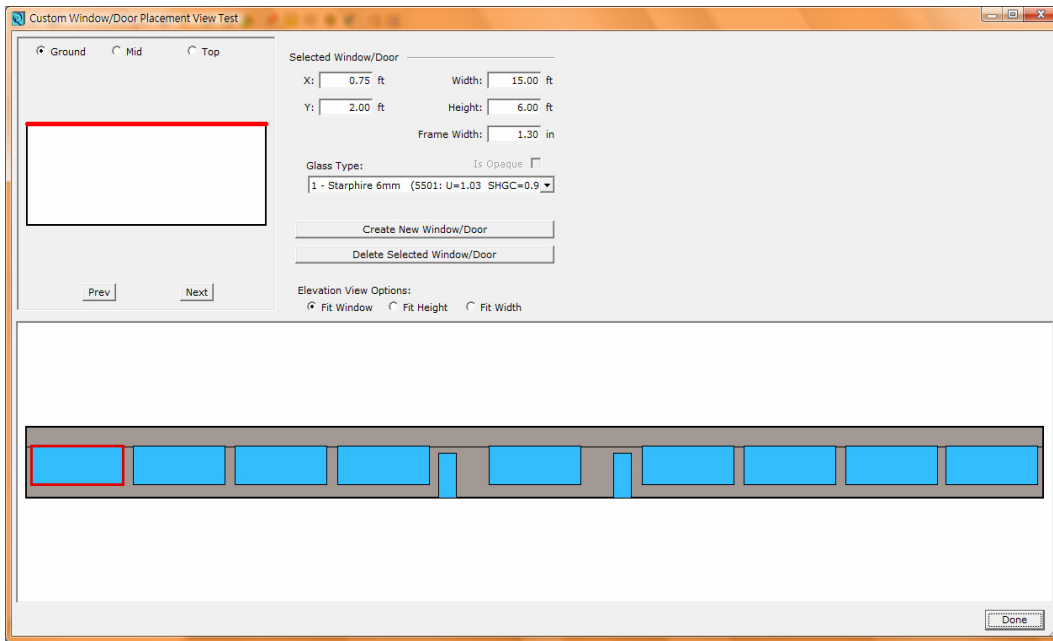 Custom Window/Door Placement View Test
Ground Mid Top
Selected Window/Door
X: 0.75 ft Width: 15.00 ft
Y: 2.00 ft Height: 6.00 ft
Frame Width: 1.30 in
Is Opaque
Glass Type:
1 - Starphire 6mm (5501: U=1.03 SHGC=0.9
Create New Window/Door
Delete Selected Window/Door
Prev Next
Elevation View Options:
Fit Window Fit Height Fit Width
Done